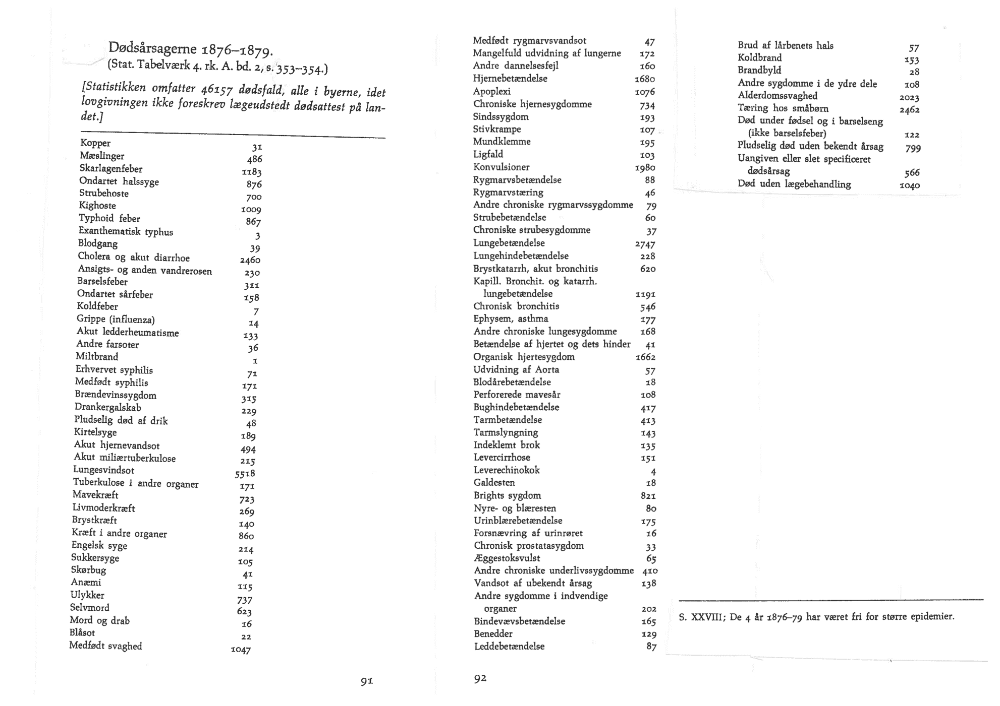 Dødsårsagerne 1876–1879.
(Stat. Tabelværk 4. rk. A. bd. 2, s. 353–354.)
[Statistikken omfatter 46157 dødsfald, alle i byerne, idet
lovgivningen ikke foreskrev lægeudstedt dødsattest på lan-
det.]
Kopper 31
Mæslinger 486
Skarlagenfeber 1183
Ondartet halssyge 876
Strubehoste 700
Kighoste 1009
Typhoid feber 867
Exanthematisk typhus 3
Blodgang 39
Cholera og akut diarrhoe 2460
Ansigts- og anden vandrerosen 230
Barselsfeber 311
Ondartet sårfeber 158
Koldfeber 7
Grippe (influenza) 14
Akut ledderheumatisme 133
Andre farsoter 36
Miltbrand 1
Erhvervet syphilis 71
Medfødt syphilis 171
Brændevinssygdom 315
Drankergalskab 229
Pludselig død af drik 48
Kirtelsyge 189
Akut hjernevandsot 494
Akut miliærtuberkulose 215
Lungesvindsot 5518
Tuberkulose i andre organer 171
Mavekræft 723
Livmoderkræft 269
Brystkræft 140
Kræft i andre organer 860
Engelsk syge 214
Sukkersyge 105
Skørbug 41
Anæmi 115
Ulykker 737
Selvmord 623
Mord og drab 16
Blåsot 22
Medfødt svaghed 1047
91
Medfødt rygmarvsvandsot 47
Mangelfuld udvidning af lungerne 172
Andre dannelsesfejl 160
Hjernebetændelse 1680
Apoplexi 1076
Chroniske hjernesygdomme 734
Sindssygdom 193
Stivkrampe 107
Mundklemme 195
Ligfald 103
Konvulsioner 1980
Rygmarvsbetændelse 88
Rygmarvstæring 46
Andre chroniske rygmarvssygdomme 79
Strubebetændelse 60
Chroniske strubesygdomme 37
Lungebetændelse 2747
Lungehindebetændelse 228
Brystkatarrh, akut bronchitis 620
Kapill. Bronchit. og katarrh.
lungebetændelse 1191
Chronisk bronchitis 546
Ephysem, asthma 177
Andre chroniske lungesygdomme 168
Betændelse af hjertet og dets hinder 41
Organisk hjertesygdom 1662
Udvidning af Aorta 57
Blodårebetændelse 18
Perforerede mavesår 108
Bughindebetændelse 417
Tarmbetændelse 413
Tarmslyngning 143
Indeklemt brok 135
Levercirrhose 151
Leverechinokok 4
Galdesten 18
Brights sygdom 821
Nyre- og blæresten 80
Urinblærebetændelse 175
Forsnævring af urinrøret 16
Chronisk prostatasygdom 33
Æggestoksvulst 65
Andre chroniske underlivssygdomme 410
Vandsot af ubekendt årsag 138
Andre sygdomme i indvendige
organer 202
Bindevævsbetændelse 165
Benedder 129
Leddebetændelse 87
92
Brud af lårbenets hals 57
Koldbrand 153
Brandbyld 28
Andre sygdomme i de ydre dele 108
Alderdomssvaghed 2023
Tæring hos småbørn 2462
Død under fødsel og i barselseng
(ikke barselsfeber) 122
Pludselig død uden bekendt årsag 799
Uangiven eller slet specificeret
dødsårsag 566
Død uden lægebehandling 1040
S. XXVIII; De 4 år 1876–79 har været fri for større epidemier.